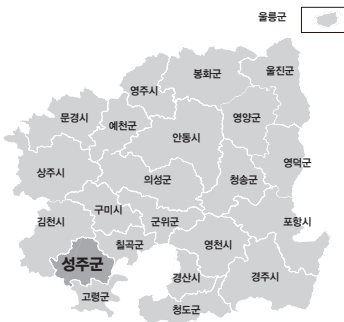 울릉군
봉화군
울진군
영주시
문경시
예천군
영양군
안동시
상주시
의성군
청송군
영덕군
구미시
김천시
군위군
포항시
칠곡군
영천시
성주군
경산시
경주시
고령군
청도군